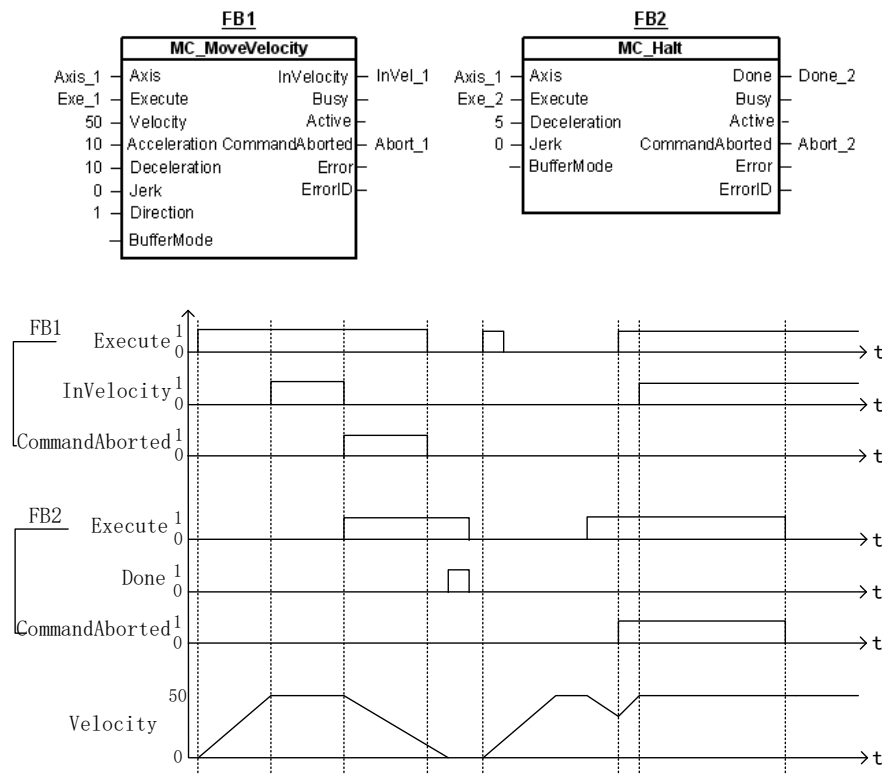 FB1
MC_MoveVelocity
Axis_1 Axis InVelocity InVel_1
Exe_1 Execute Busy
50 Velocity Active
10 Acceleration CommandAborted Abort_1
10 Deceleration Error
0 Jerk ErrorID
1 Direction
BufferMode
FB2
MC_Halt
Axis_1 Axis Done Done_2
Exe_2 Execute Busy
5 Deceleration Active
0 Jerk CommandAborted Abort_2
BufferMode Error
ErrorID
FB1
Execute 1
0 t
InVelocity 1
0 t
CommandAborted 1
0 t
FB2
Execute 1
0 t
Done 1
0 t
CommandAborted 1
0 t
50
Velocity
0 t